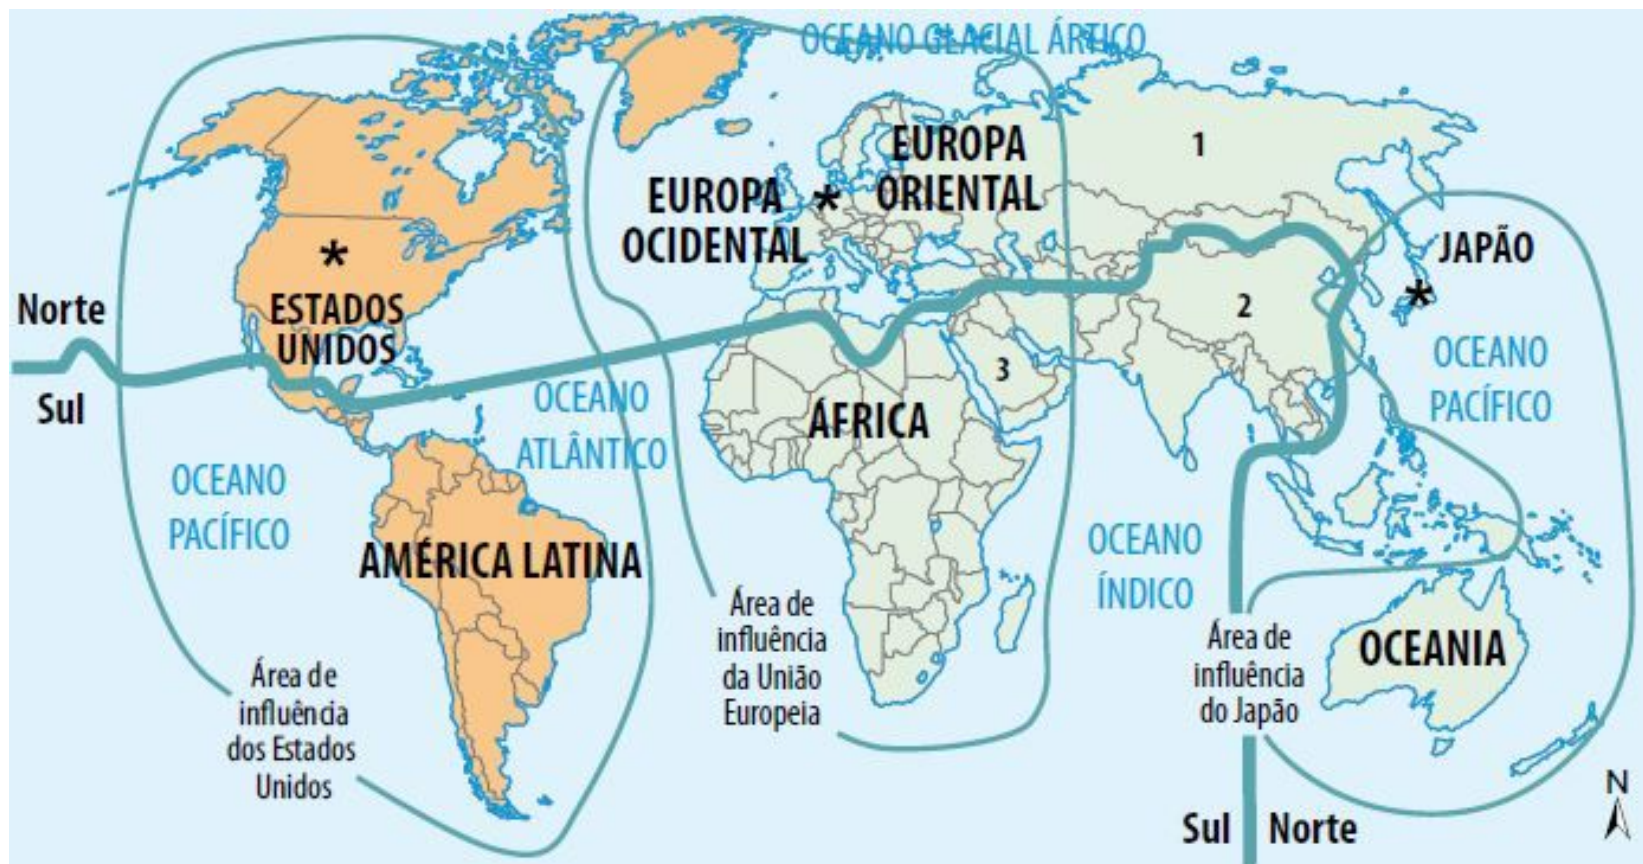 OCEANO GLACIAL ÁRTICO
1
EUROPA
ORIENTAL
EUROPA
OCIDENTAL
*
*
ESTADOS
UNIDOS
JAPÃO
*
2
3
Norte
Sul
OCEANO
PACÍFICO
OCEANO
ATLÂNTICO
ÁFRICA
OCEANO
PACÍFICO
AMÉRICA LATINA
OCEANO
ÍNDICO
OCEANIA
Área de
influência
dos Estados
Unidos
Área de
influência
da União
Europeia
Área de
influência
do Japão
Sul
Norte
N